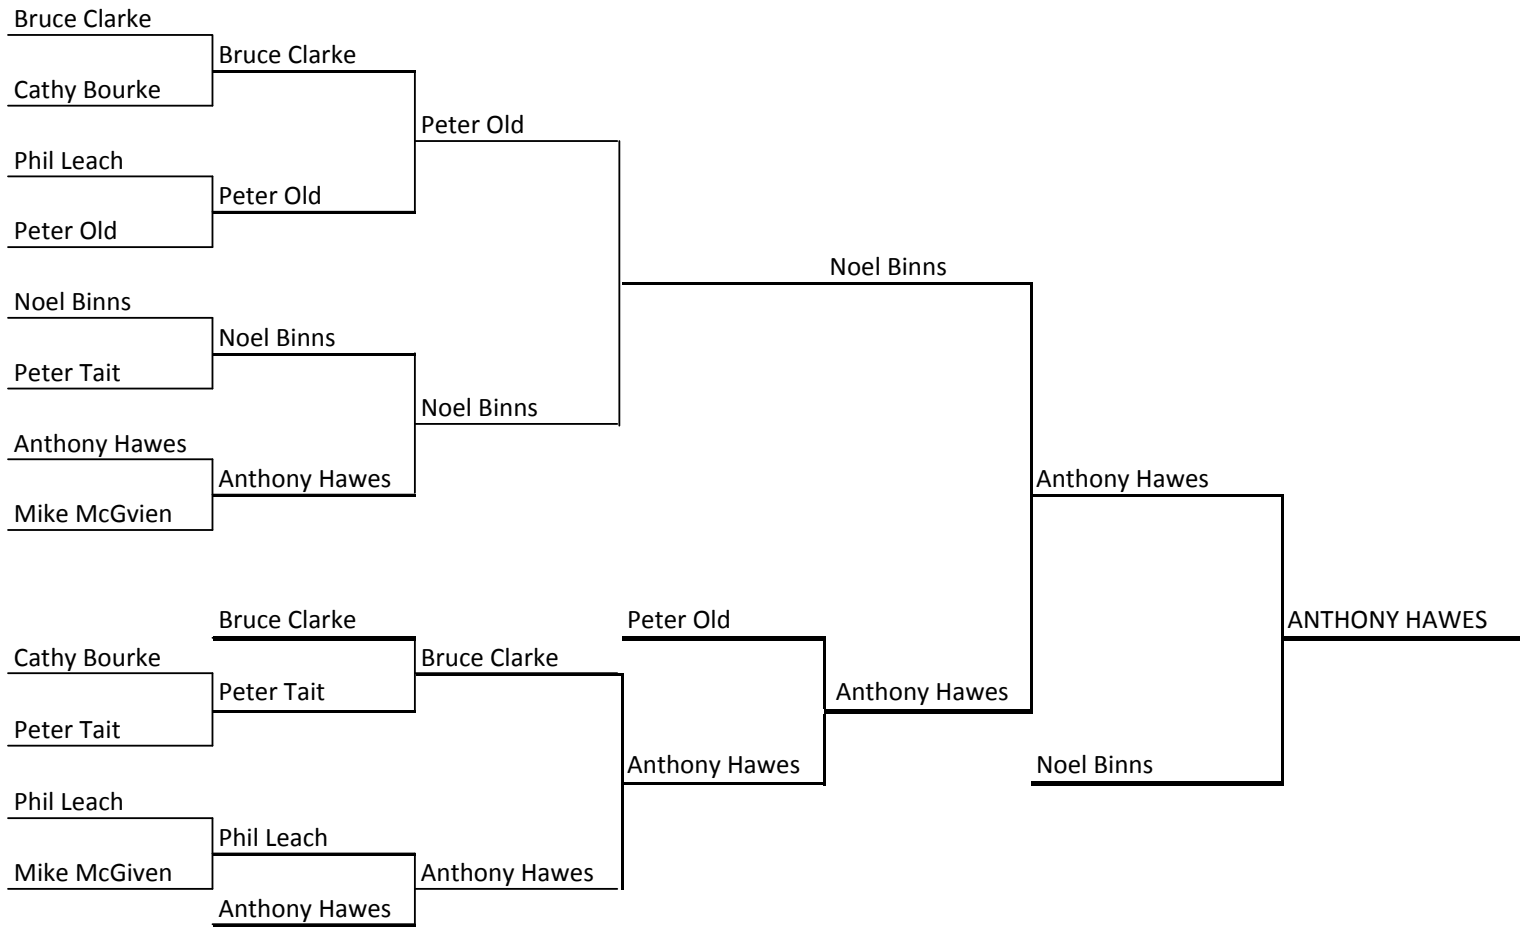 Bruce Clarke
Bruce Clarke
Cathy Bourke
Peter Old
Phil Leach
Peter Old
Peter Old
Noel Binns
Noel Binns
Noel Binns
Peter Tait
Noel Binns
Anthony Hawes
Anthony Hawes
Anthony Hawes
Mike McGvien
Bruce Clarke
Peter Old
ANTHONY HAWES
Cathy Bourke
Bruce Clarke
Peter Tait
Anthony Hawes
Peter Tait
Anthony Hawes
Noel Binns
Phil Leach
Phil Leach
Mike McGiven
Anthony Hawes
Anthony Hawes